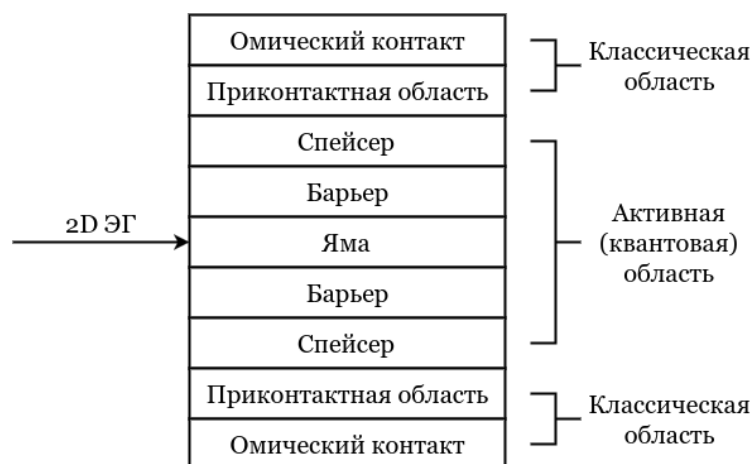 Омический контакт
Приконтактная область
Классическая
область
Спейсер
Барьер
2D ЭГ
Яма
Барьер
Спейсер
Активная
(квантовая)
область
Приконтактная область
Омический контакт
Классическая
область